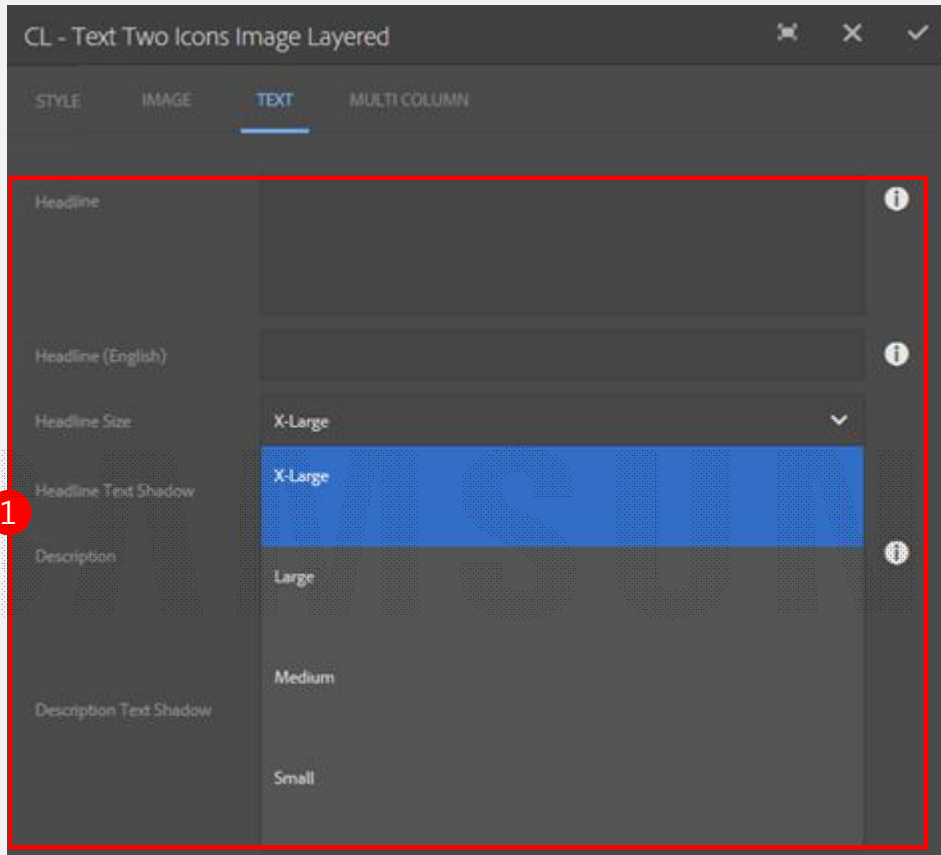 CL - Text Two Icons Image Layered
STYLE IMAGE TEXT MULTI COLUMN
Headline
Headline (English)
Headline Size X-Large
Headline Text Shadow X-Large
1
Description
Large
Medium
Description Text Shadow
Small
SAMSUN